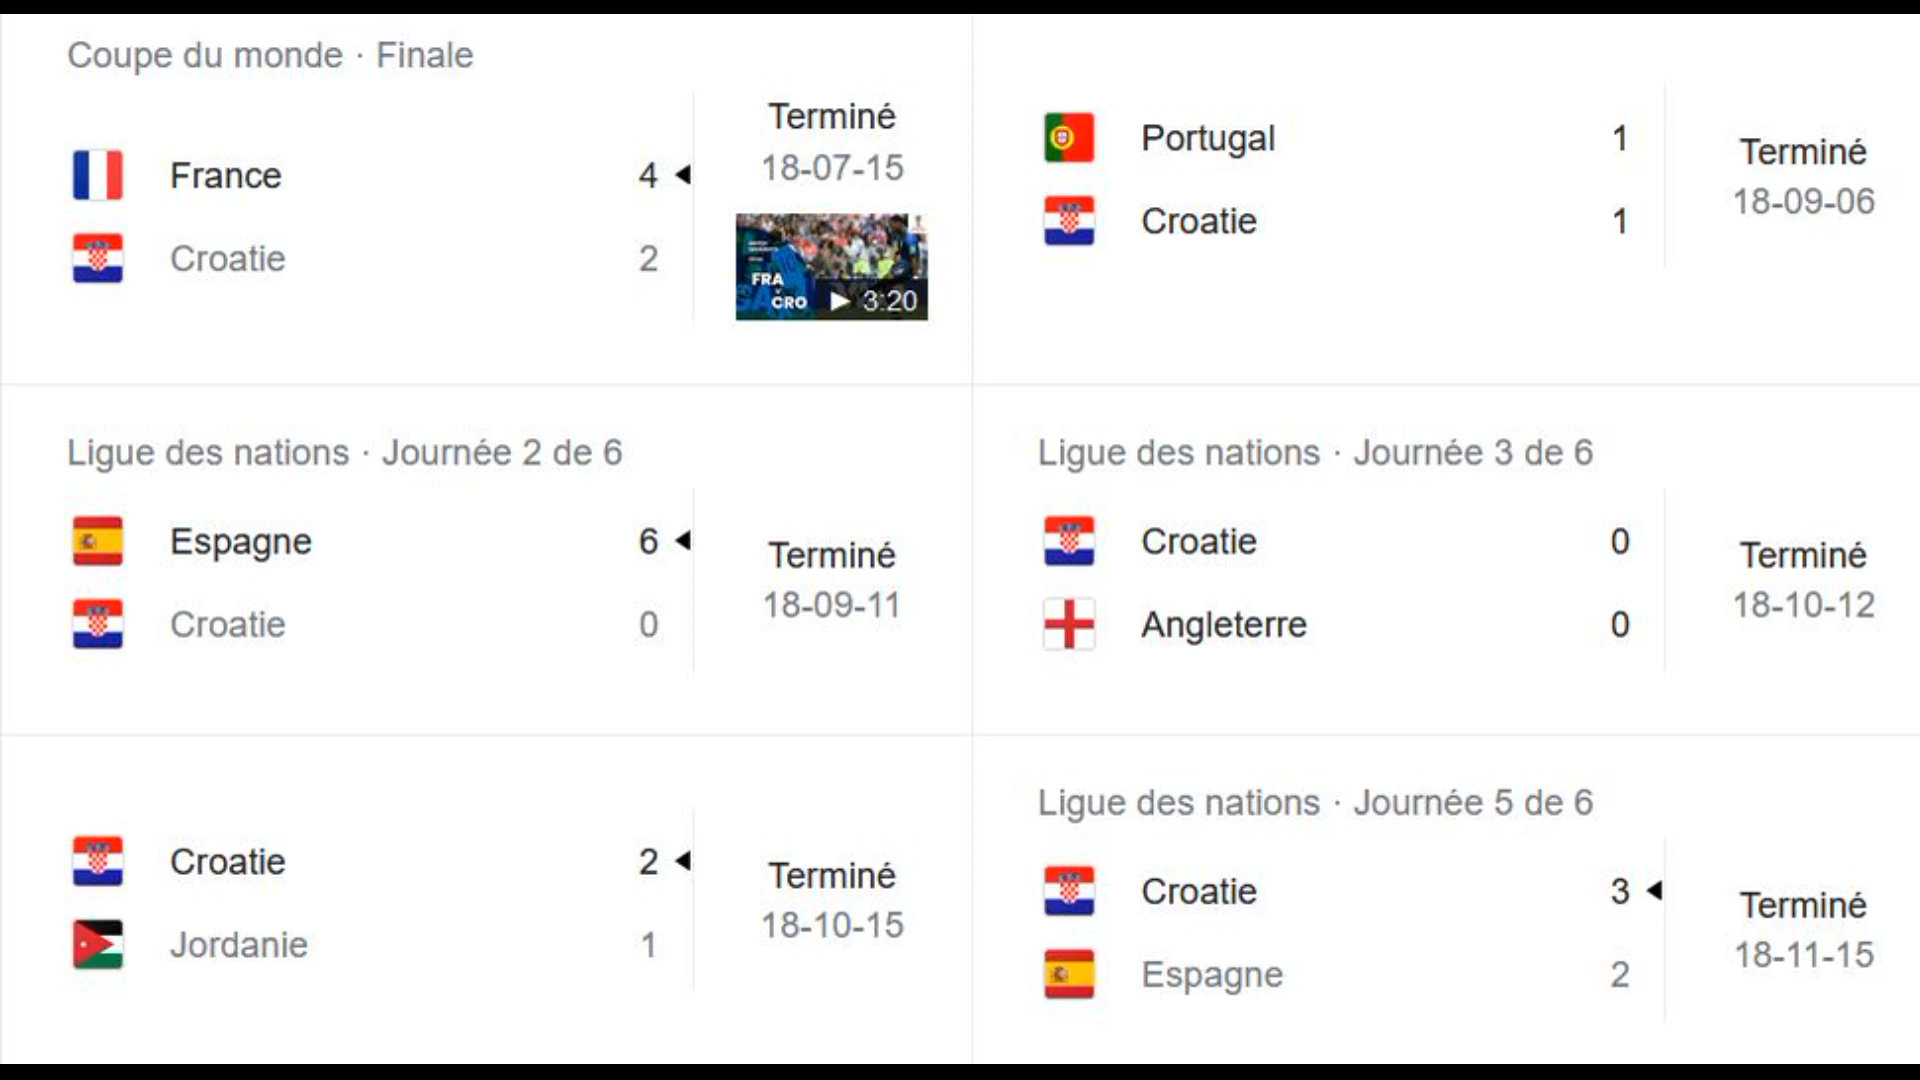 Coupe du monde · Finale
France 4
Croatie 2
Terminé
18-07-15
FRA
CRO
3:20
Portugal 1
Croatie 1
Terminé
18-09-06
Ligue des nations · Journée 2 de 6
Espagne 6
Croatie 0
Terminé
18-09-11
Ligue des nations · Journée 3 de 6
Croatie 0
Angleterre 0
Terminé
18-10-12
Croatie 2
Jordanie 1
Terminé
18-10-15
Ligue des nations · Journée 5 de 6
Croatie 3
Espagne 2
Terminé
18-11-15